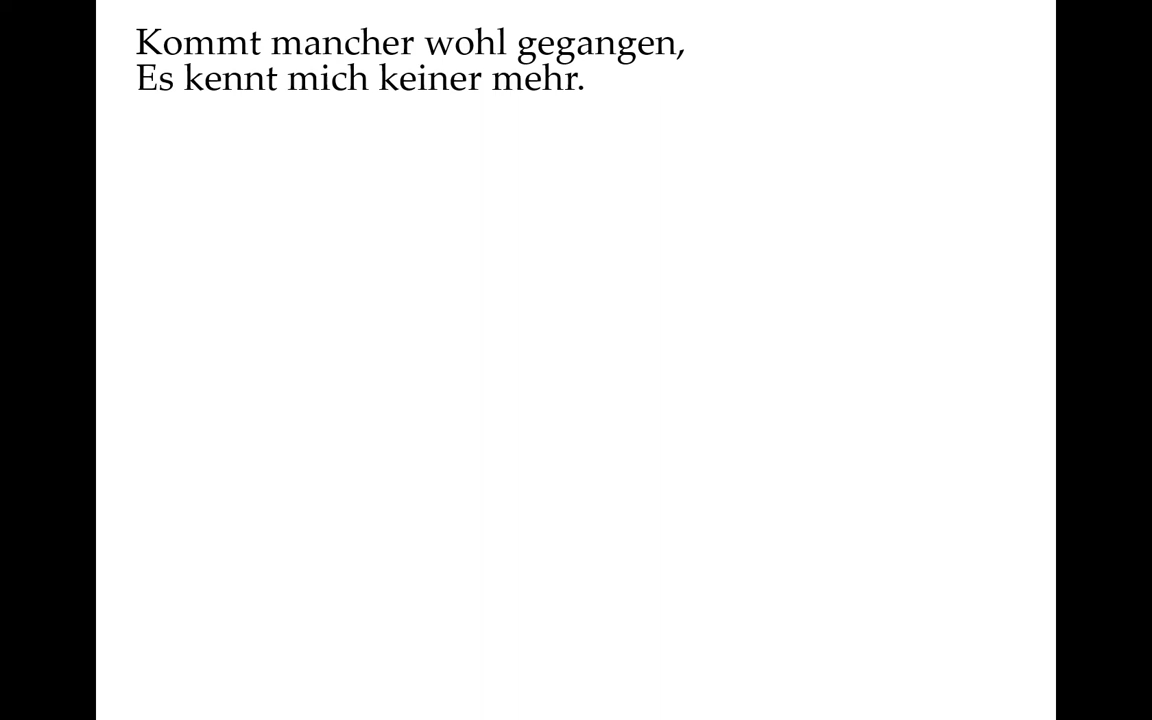 Kommt mancher wohl gegangen,
Es kennt mich keiner mehr.